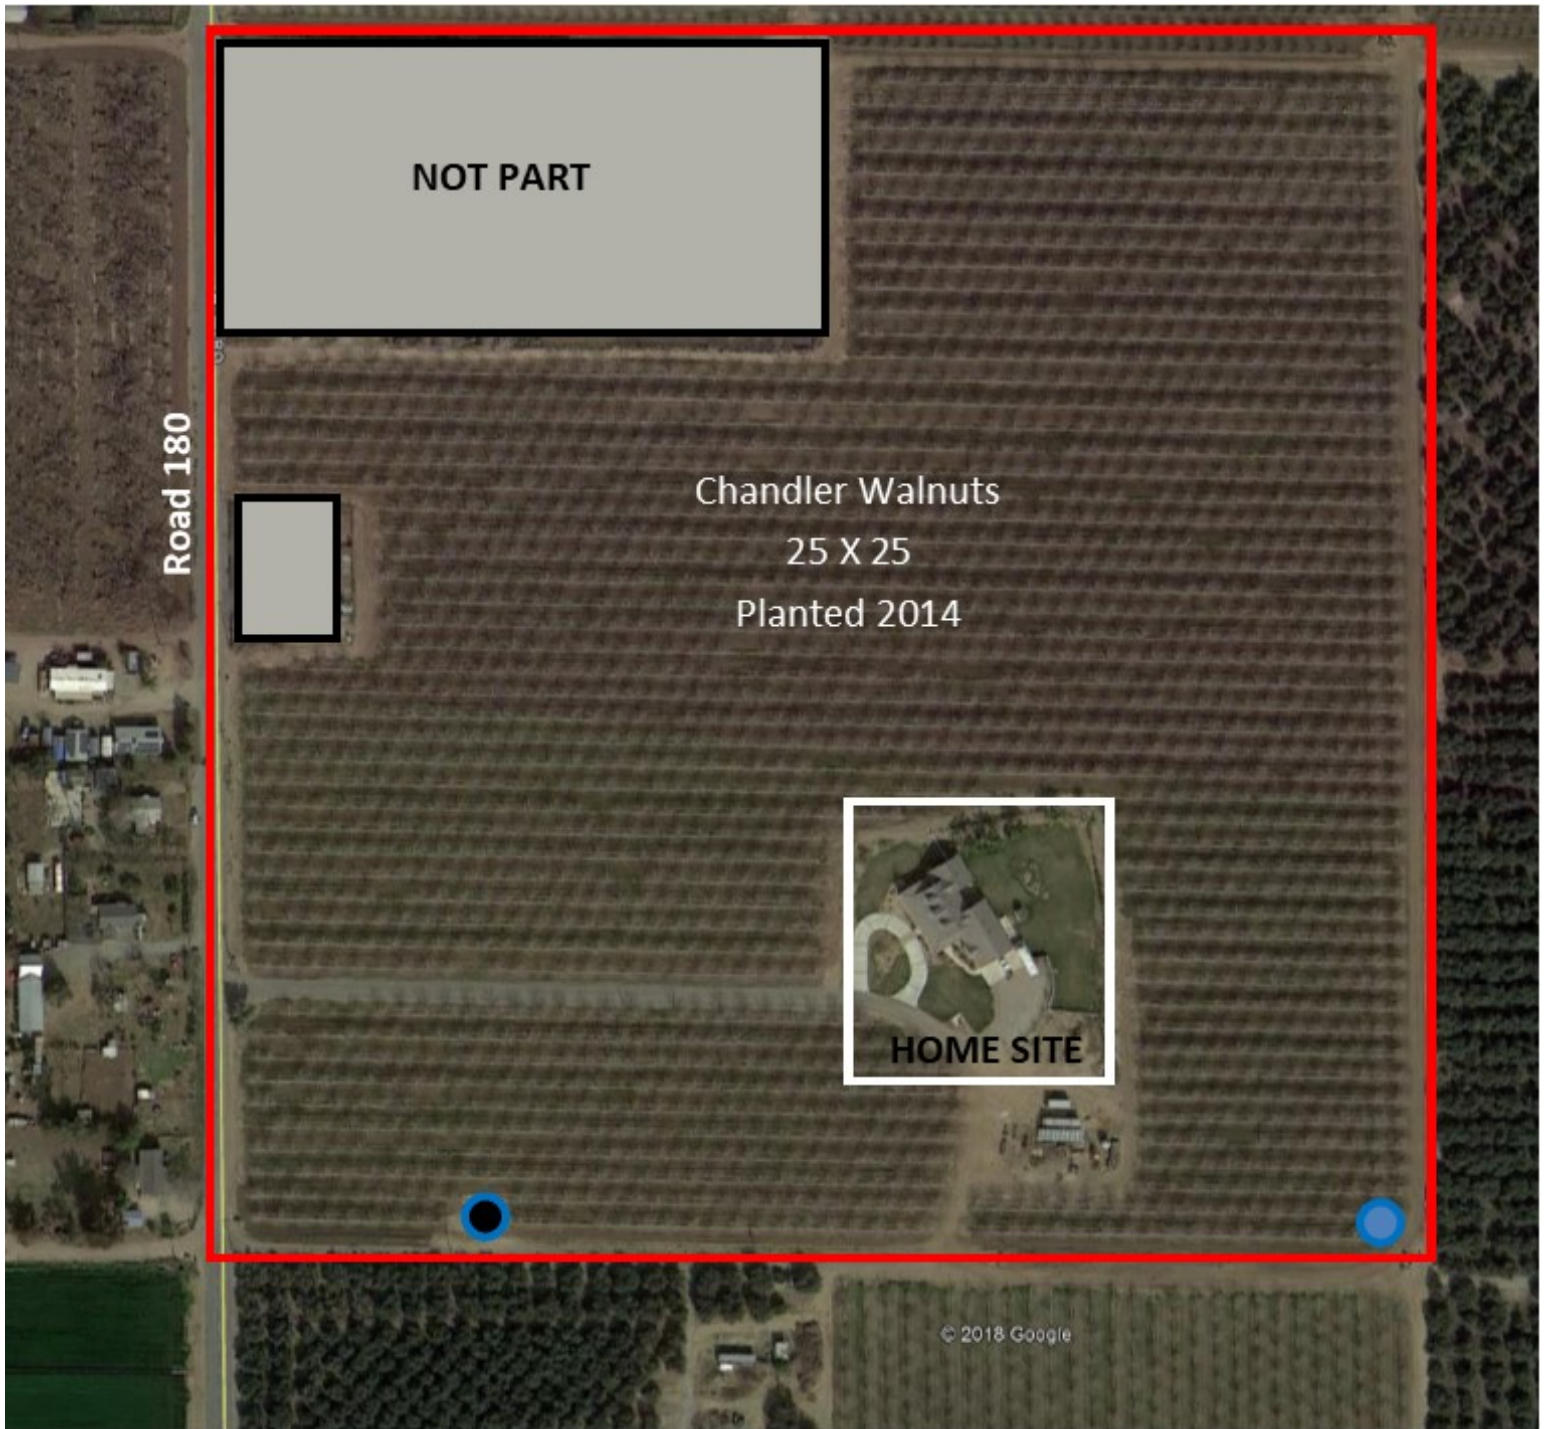 NOT PART
Road 180
Chandler Walnuts
25 X 25
Planted 2014
HOME SITE
© 2018 Google